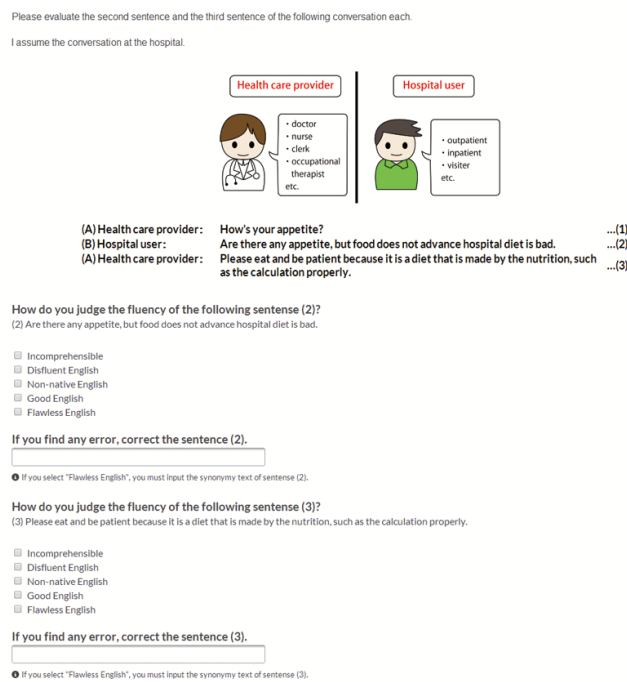 Please evaluate the second sentence and the third sentence of the following conversation each.
I assume the conversation at the hospital.
Health care provider
Hospital user
・doctor
・nurse
・clerk
・occupational
therapist
etc.
・outpatient
・inpatient
・visiter
etc.
(A) Health care provider: How's your appetite? ...(1)
(B) Hospital user: Are there any appetite, but food does not advance hospital diet is bad. ...(2)
(A) Health care provider: Please eat and be patient because it is a diet that is made by the nutrition, such ...(3)
as the calculation properly.
How do you judge the fluency of the following sentence (2)?
(2) Are there any appetite, but food does not advance hospital diet is bad.
Incomprehensible
Disfluent English
Non-native English
Good English
Flawless English
If you find any error, correct the sentence (2).
If you select "Flawless English", you must input the synonymy text of sentence (2).
How do you judge the fluency of the following sentence (3)?
(3) Please eat and be patient because it is a diet that is made by the nutrition, such as the calculation properly.
Incomprehensible
Disfluent English
Non-native English
Good English
Flawless English
If you find any error, correct the sentence (3).
If you select "Flawless English", you must input the synonymy text of sentence (3).